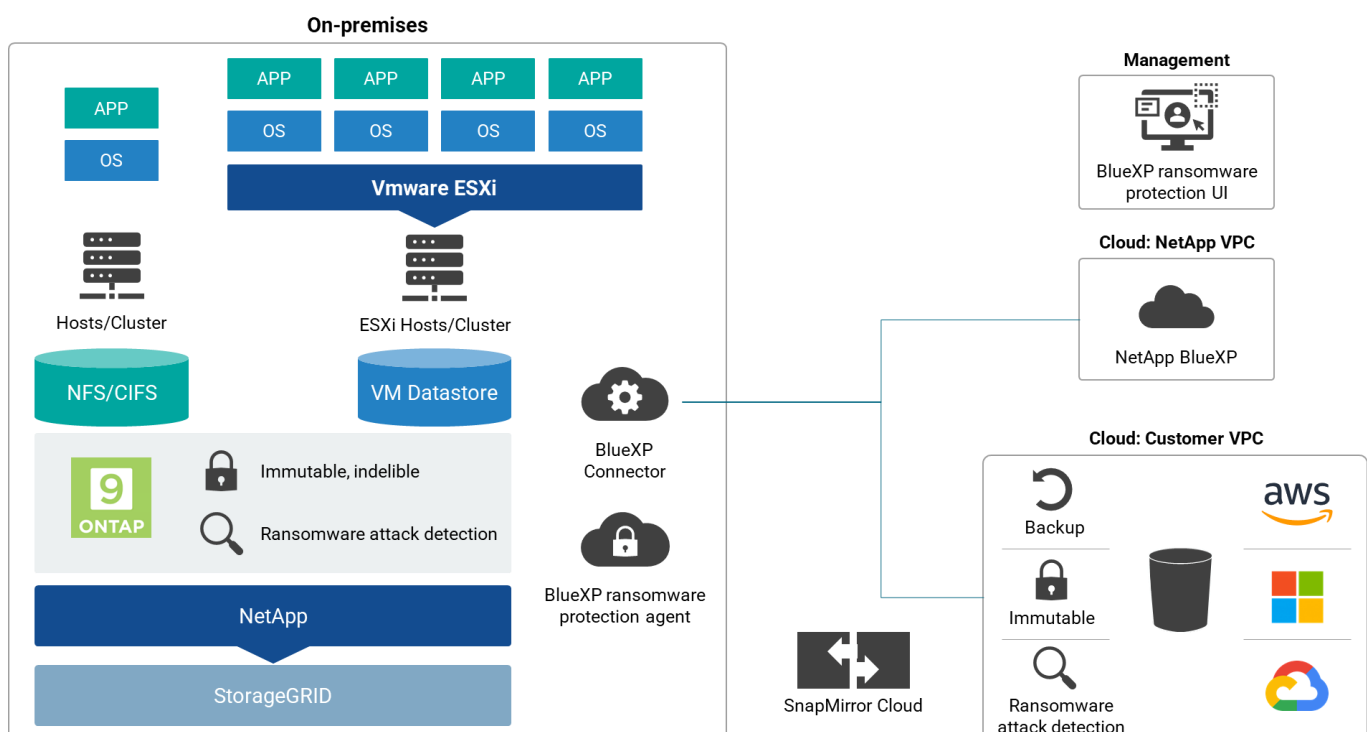 On-premises
APP
APP
APP
APP
APP
OS
OS
OS
OS
OS
Vmware ESXi
Hosts/Cluster
ESXi Hosts/Cluster
NFS/CIFS
VM Datastore
9
ONTAP
Immutable, indelible
Ransomware attack detection
NetApp
StorageGRID
BlueXP
Connector
BlueXP ransomware
protection agent
SnapMirror Cloud
Management
BlueXP ransomware
protection UI
Cloud: NetApp VPC
NetApp BlueXP
Cloud: Customer VPC
Backup
Immutable
Ransomware
attack detection
aws